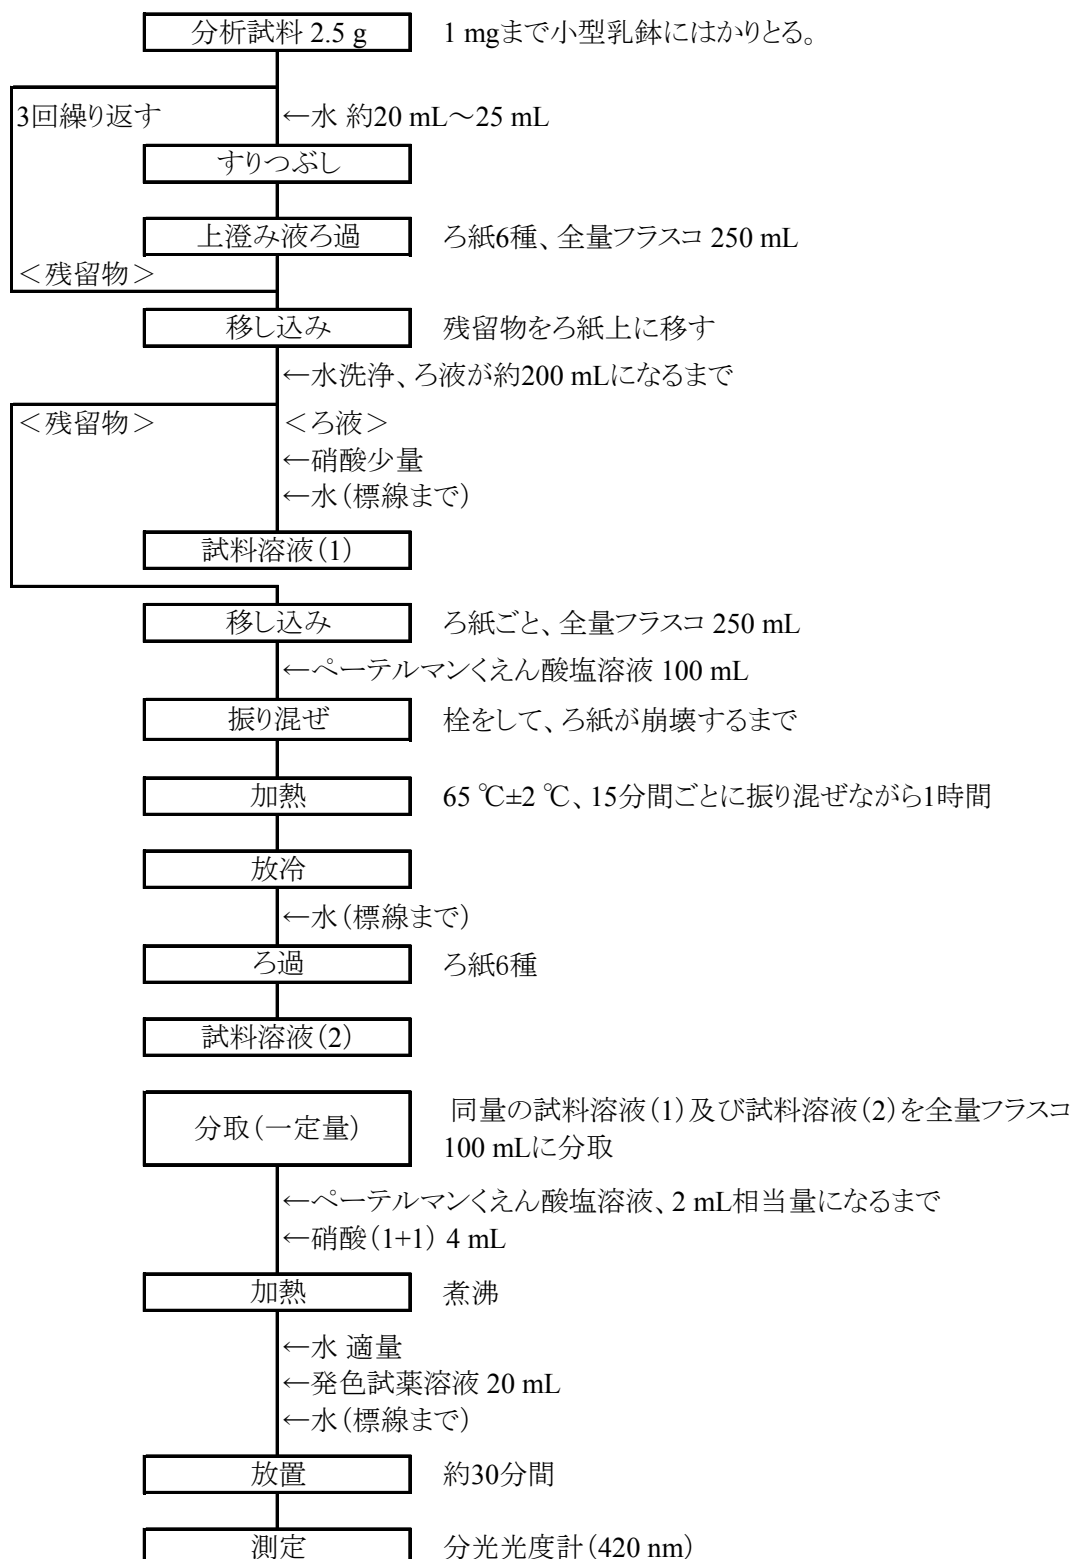 分析試料 2.5 g 1 mgまで小型乳鉢にはかりとる。
3回繰り返す ←水 約20 mL～25 mL
すりつぶし
上澄み液ろ過 ろ紙6種、全量フラスコ 250 mL
＜残留物＞
移し込み 残留物をろ紙上に移す
←水洗浄、ろ液が約200 mLになるまで
＜残留物＞ ＜ろ液＞
←硝酸少量
←水（標線まで）
試料溶液（1）
移し込み ろ紙ごと、全量フラスコ 250 mL
←ペーテルマンくえん酸塩溶液 100 mL
振り混ぜ 栓をして、ろ紙が崩壊するまで
加熱 65 ℃±2 ℃、15分間ごとに振り混ぜながら1時間
放冷
←水（標線まで）
ろ過 ろ紙6種
試料溶液（2）
分取（一定量） 同量の試料溶液（1）及び試料溶液（2）を全量フラスコ
100 mLに分取
←ペーテルマンくえん酸塩溶液、2 mL相当量になるまで
←硝酸（1+1） 4 mL
加熱 煮沸
←水 適量
←発色試薬溶液 20 mL
←水（標線まで）
放置 約30分間
測定 分光光度計（420 nm）